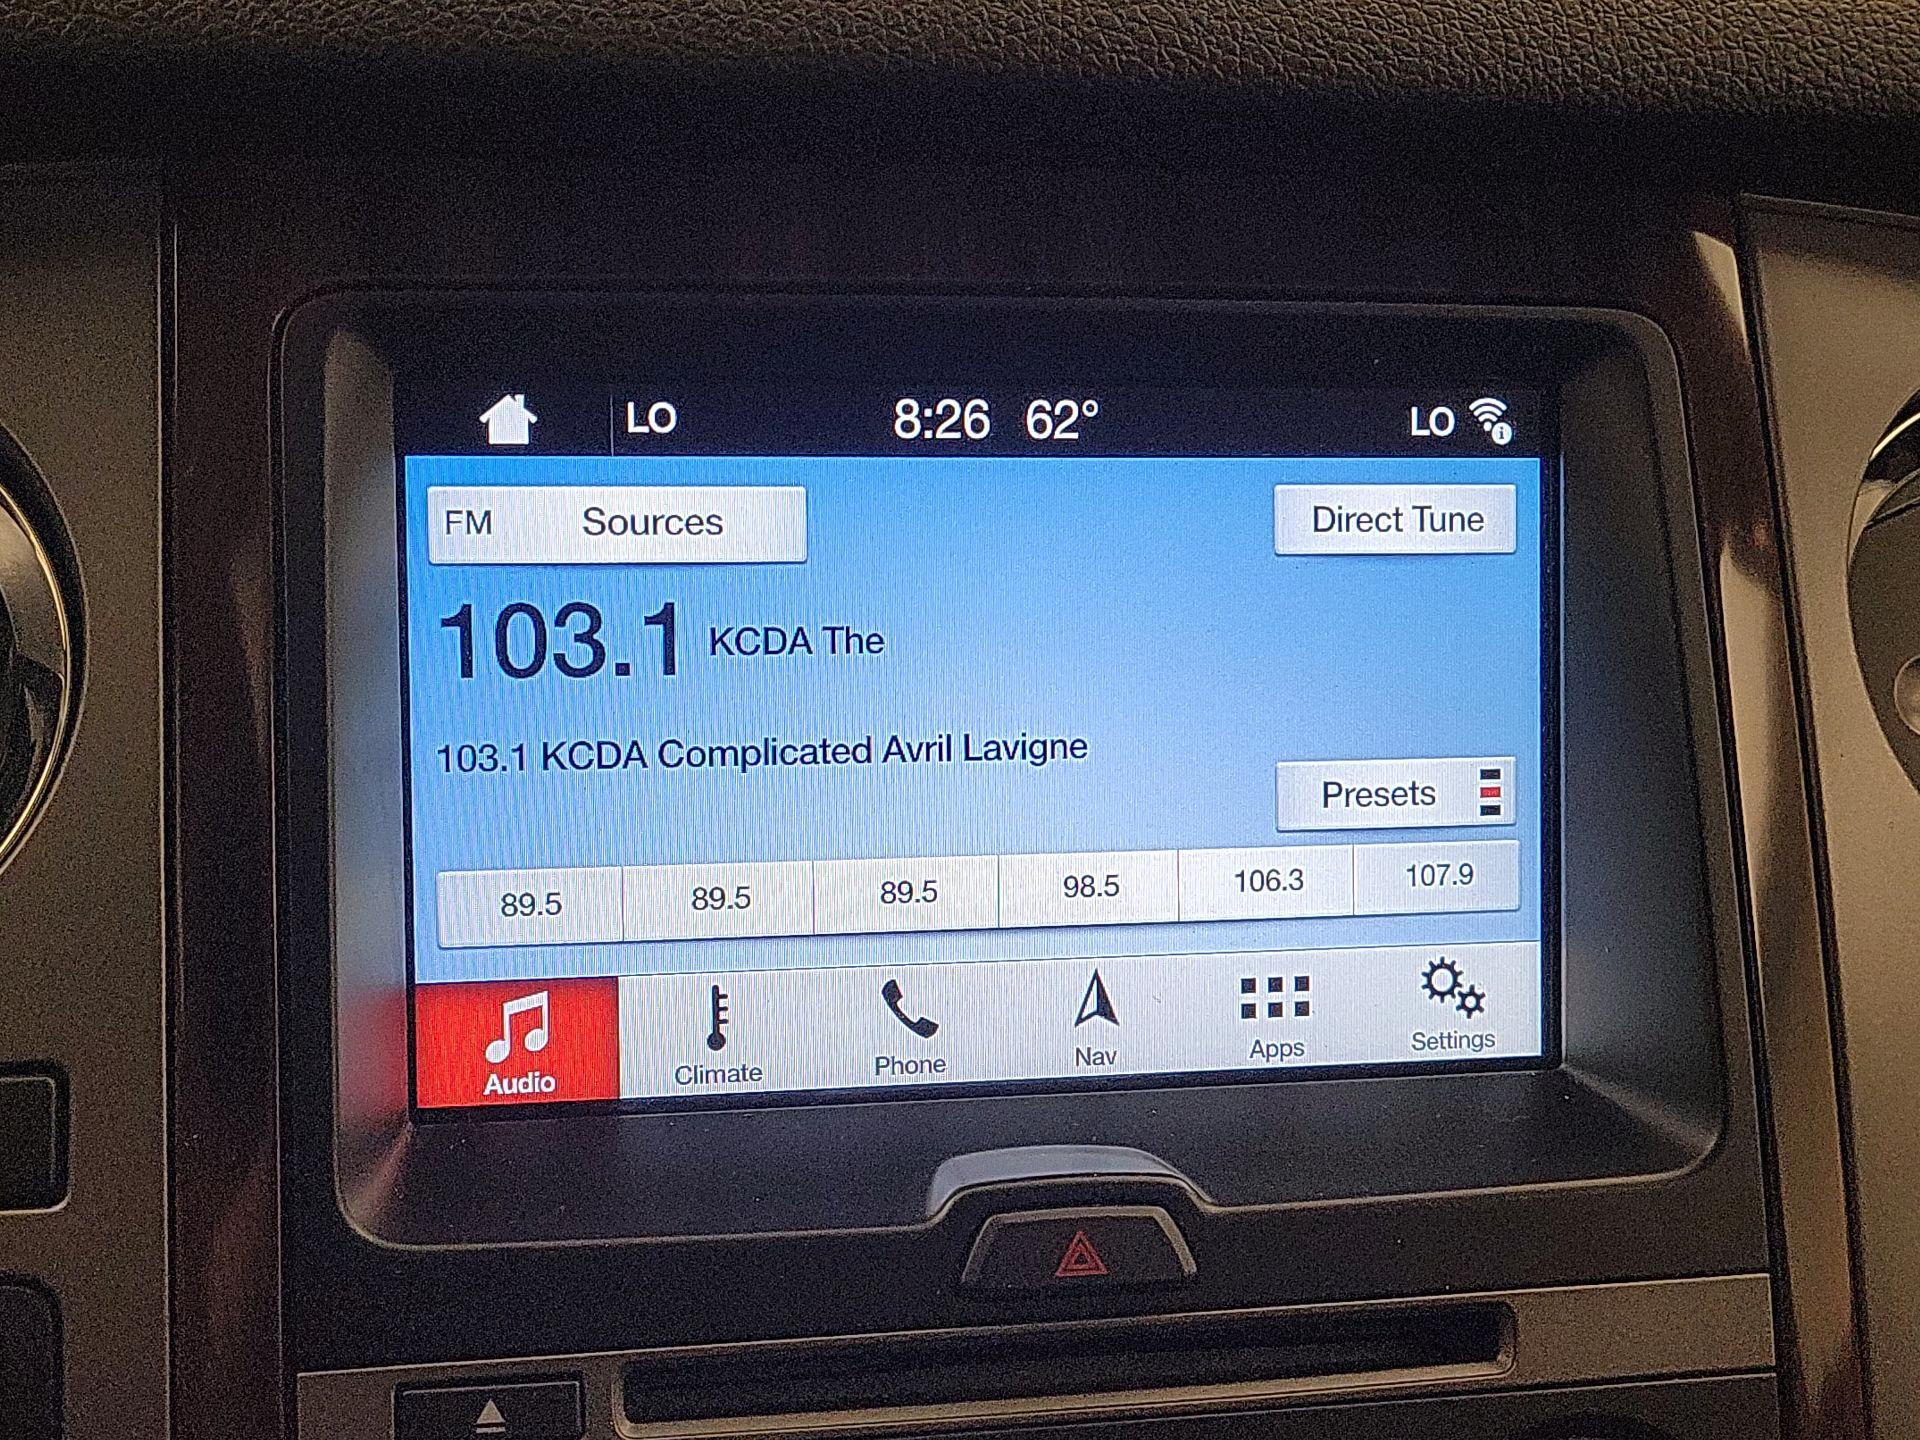 LO 8:26 62° LO
FM Sources Direct Tune
103.1 KCDA The
103.1 KCDA Complicated Avril Lavigne
Presets
89.5 89.5 89.5 98.5 106.3 107.9
Audio Climate Phone Nav Apps Settings